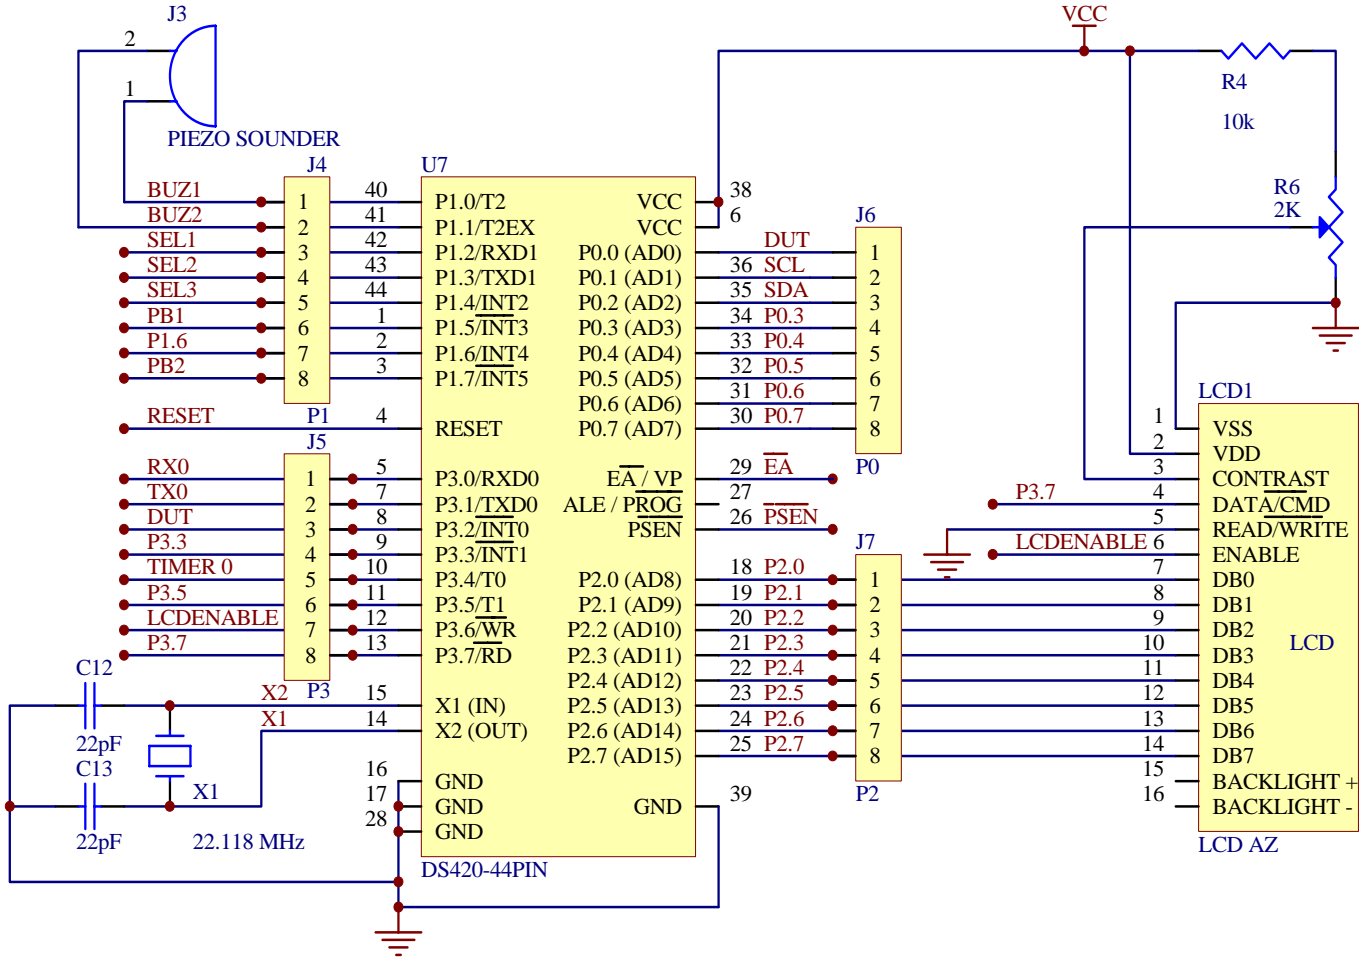 J3
2
1
PIEZO SOUNDER
VCC
R4
10k
R6
2K
J4
BUZ1 1 40
BUZ2 2 41
SEL1 3 42
SEL2 4 43
SEL3 5 44
PB1 6 1
P1.6 7 2
PB2 8 3
P1
RESET 4
J5
RX0 1 5
TX0 2 7
DUT 3 8
P3.3 4 9
TIMER 0 5 10
P3.5 6 11
LCDENABLE 7 12
P3.7 8 13
P3
C12
22pF
C13
22pF
X2 15
X1 14
X1
22.118 MHz
16
17
28
U7
P1.0/T2
P1.1/T2EX
P1.2/RXD1
P1.3/TXD1
P1.4/INT2
P1.5/INT3
P1.6/INT4
P1.7/INT5
RESET
P3.0/RXD0
P3.1/TXD0
P3.2/INT0
P3.3/INT1
P3.4/T0
P3.5/T1
P3.6/WR
P3.7/RD
X1 (IN)
X2 (OUT)
GND
GND
GND
VCC 38
VCC 6
P0.0 (AD0)
P0.1 (AD1)
P0.2 (AD2)
P0.3 (AD3)
P0.4 (AD4)
P0.5 (AD5)
P0.6 (AD6)
P0.7 (AD7)
EA / VP
ALE / PROG
PSEN
P2.0 (AD8)
P2.1 (AD9)
P2.2 (AD10)
P2.3 (AD11)
P2.4 (AD12)
P2.5 (AD13)
P2.6 (AD14)
P2.7 (AD15)
GND 39
DS420-44PIN
J6
DUT 1
36 SCL 2
35 SDA 3
34 P0.3 4
33 P0.4 5
32 P0.5 6
31 P0.6 7
30 P0.7 8
P0
29 EA
27
26 PSEN
J7
18 P2.0 1
19 P2.1 2
20 P2.2 3
21 P2.3 4
22 P2.4 5
23 P2.5 6
24 P2.6 7
25 P2.7 8
P2
LCD1
1 VSS
2 VDD
3 CONTRAST
P3.7 4 DATA/CMD
5 READ/WRITE
LCDENABLE 6 ENABLE
7 DB0
8 DB1
9 DB2
10 DB3
11 DB4
12 DB5
13 DB6
14 DB7
15 BACKLIGHT +
16 BACKLIGHT -
LCD
LCD AZ